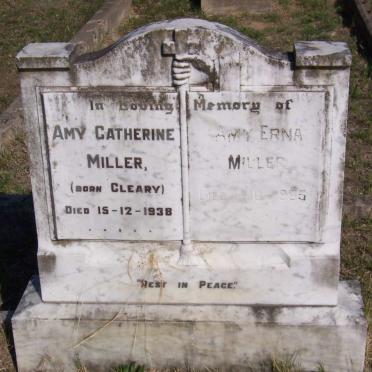 In Loving Memory of
Amy Catherine
Miller,
(Born Cleary)
Died 15-12-1938
Amy Erna
Miller
Died
"Rest in Peace."